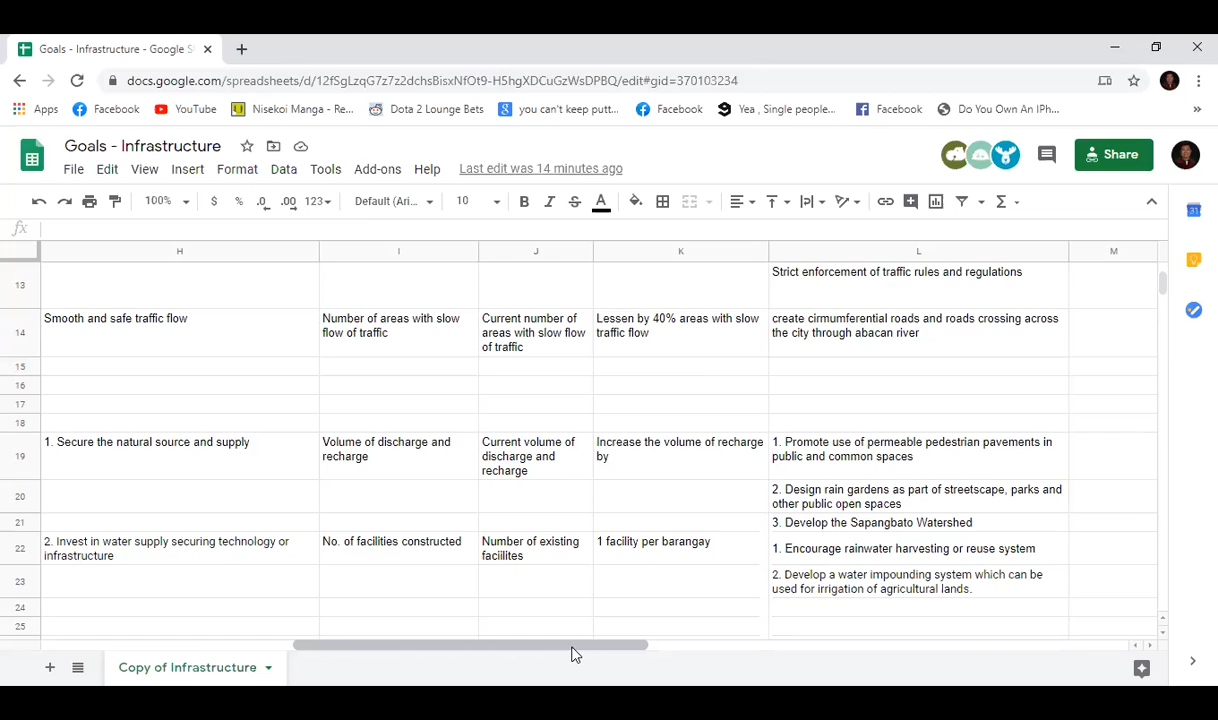 Goals - Infrastructure - Google S
docs.google.com/spreadsheets/d/12fSgLzqG7z7z2dchsBisxNfOt9-H5hgXDCuGzWsDPBQ/edit#gid=370103234
Apps Facebook YouTube Nisekoi Manga - Re... Dota 2 Lounge Bets you can't keep putt... Facebook Yea , Single people... Facebook Do You Own An IPh...
Goals - Infrastructure
Share
File Edit View Insert Format Data Tools Add-ons Help Last edit was 14 minutes ago
100% $ % .0 .00 123 Default (Ari... 10 B I S A
fx
H I J K L M
13 Strict enforcement of traffic rules and regulations
14 Smooth and safe traffic flow Number of areas with slow Current number of Lessen by 40% areas with slow create cirmumferential roads and roads crossing across
flow of traffic areas with slow flow traffic flow the city through abacan river
of traffic
15
16
17
18
19 1. Secure the natural source and supply Volume of discharge and Current volume of Increase the volume of recharge 1. Promote use of permeable pedestrian pavements in
recharge discharge and by public and common spaces
recharge
20 2. Design rain gardens as part of streetscape, parks and
other public open spaces
21 3. Develop the Sapangbato Watershed
22 2. Invest in water supply securing technology or No. of facilities constructed Number of existing 1 facility per barangay 1. Encourage rainwater harvesting or reuse system
infrastructure faciilites
23 2. Develop a water impounding system which can be
used for irrigation of agricultural lands.
24
25
Copy of Infrastructure